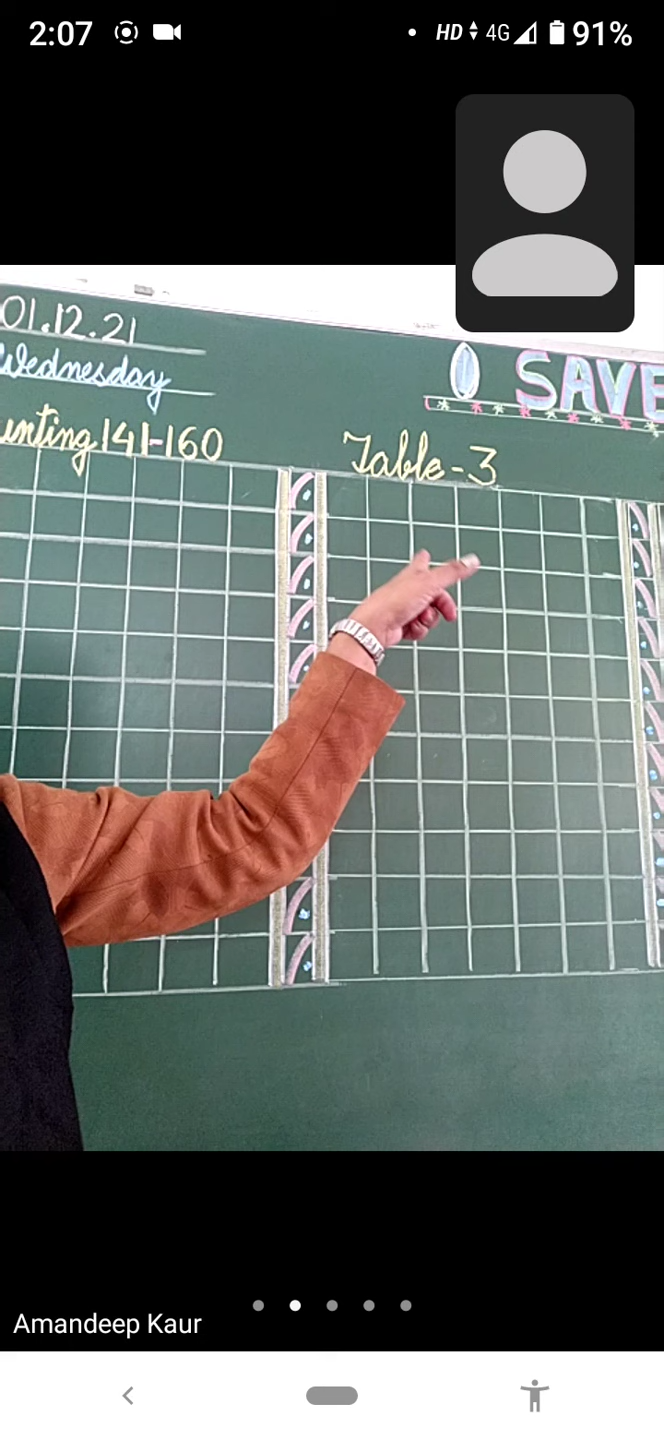 2:07
HD 4G 91%
01.12.21
Wednesday
unting 141-160
SAVE
Table-3
Amandeep Kaur